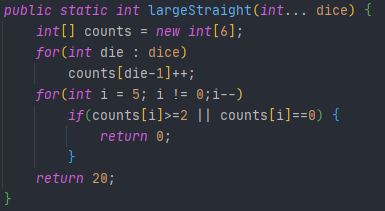 public static int largeStraight(int... dice) {
    int[] counts = new int[6];
    for(int die : dice)
        counts[die-1]++;
    for(int i = 5; i != 0;i--)
        if(counts[i]>=2 || counts[i]==0) {
            return 0;
        }
    return 20;
}